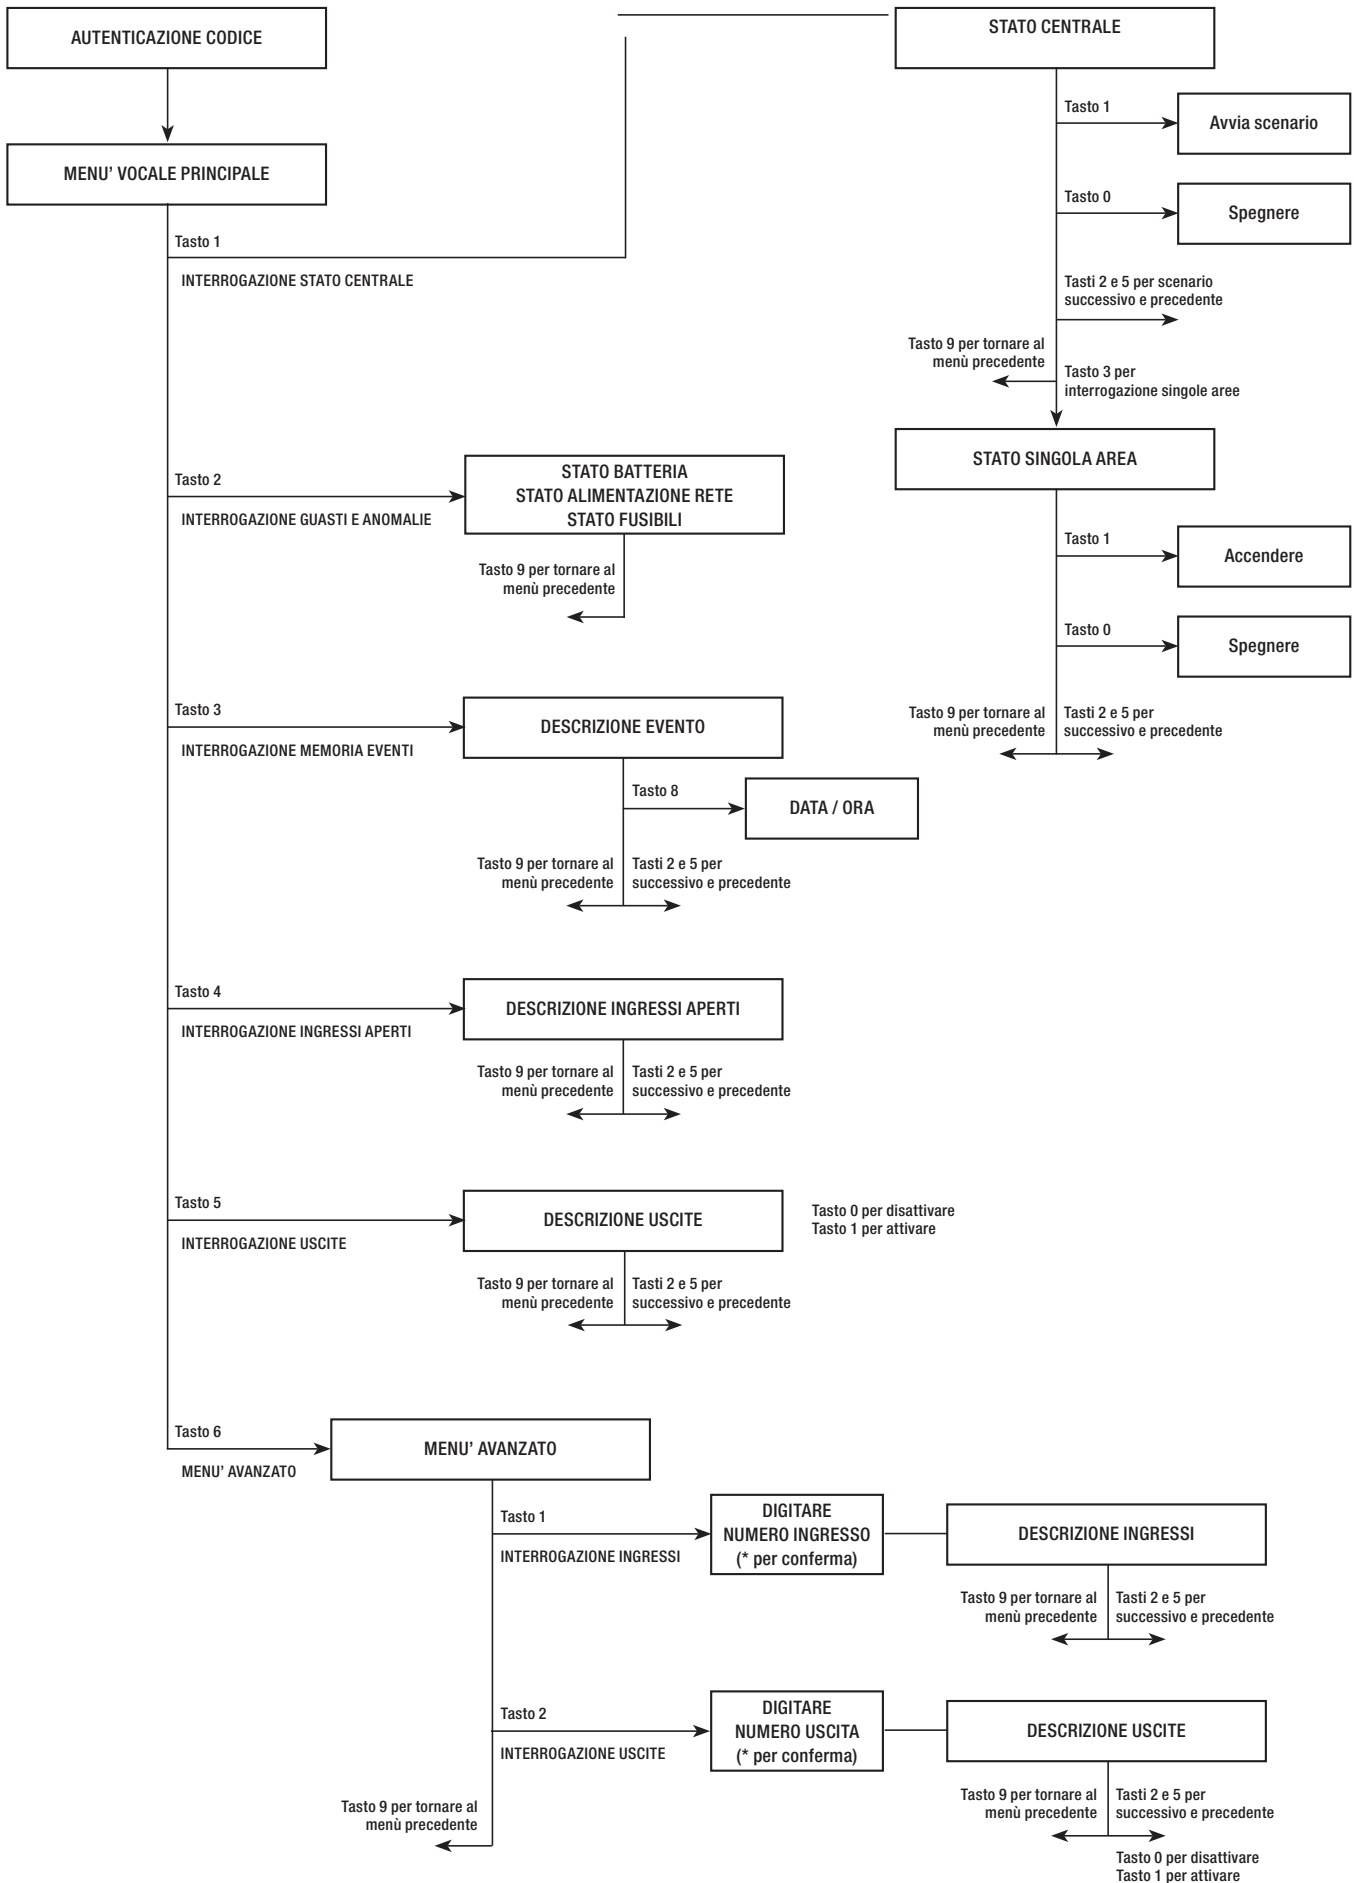 AUTENTICAZIONE CODICE
MENU' VOCALE PRINCIPALE
Tasto 1
INTERROGAZIONE STATO CENTRALE
STATO CENTRALE
Tasto 1
Avvia scenario
Tasto 0
Spegnere
Tasti 2 e 5 per scenario
successivo e precedente
Tasto 9 per tornare al
menù precedente
Tasto 3 per
interrogazione singole aree
STATO SINGOLA AREA
Tasto 1
Accendere
Tasto 0
Spegnere
Tasto 9 per tornare al
menù precedente
Tasti 2 e 5 per
successivo e precedente
Tasto 2
INTERROGAZIONE GUASTI E ANOMALIE
STATO BATTERIA
STATO ALIMENTAZIONE RETE
STATO FUSIBILI
Tasto 9 per tornare al
menù precedente
Tasto 3
INTERROGAZIONE MEMORIA EVENTI
DESCRIZIONE EVENTO
Tasto 8
DATA / ORA
Tasto 9 per tornare al
menù precedente
Tasti 2 e 5 per
successivo e precedente
Tasto 4
INTERROGAZIONE INGRESSI APERTI
DESCRIZIONE INGRESSI APERTI
Tasto 9 per tornare al
menù precedente
Tasti 2 e 5 per
successivo e precedente
Tasto 5
INTERROGAZIONE USCITE
DESCRIZIONE USCITE
Tasto 0 per disattivare
Tasto 1 per attivare
Tasto 9 per tornare al
menù precedente
Tasti 2 e 5 per
successivo e precedente
Tasto 6
MENU' AVANZATO
MENU' AVANZATO
Tasto 1
INTERROGAZIONE INGRESSI
DIGITARE
NUMERO INGRESSO
(* per conferma)
DESCRIZIONE INGRESSI
Tasto 9 per tornare al
menù precedente
Tasti 2 e 5 per
successivo e precedente
Tasto 2
INTERROGAZIONE USCITE
DIGITARE
NUMERO USCITA
(* per conferma)
DESCRIZIONE USCITE
Tasto 9 per tornare al
menù precedente
Tasti 2 e 5 per
successivo e precedente
Tasto 0 per disattivare
Tasto 1 per attivare
Tasto 9 per tornare al
menù precedente